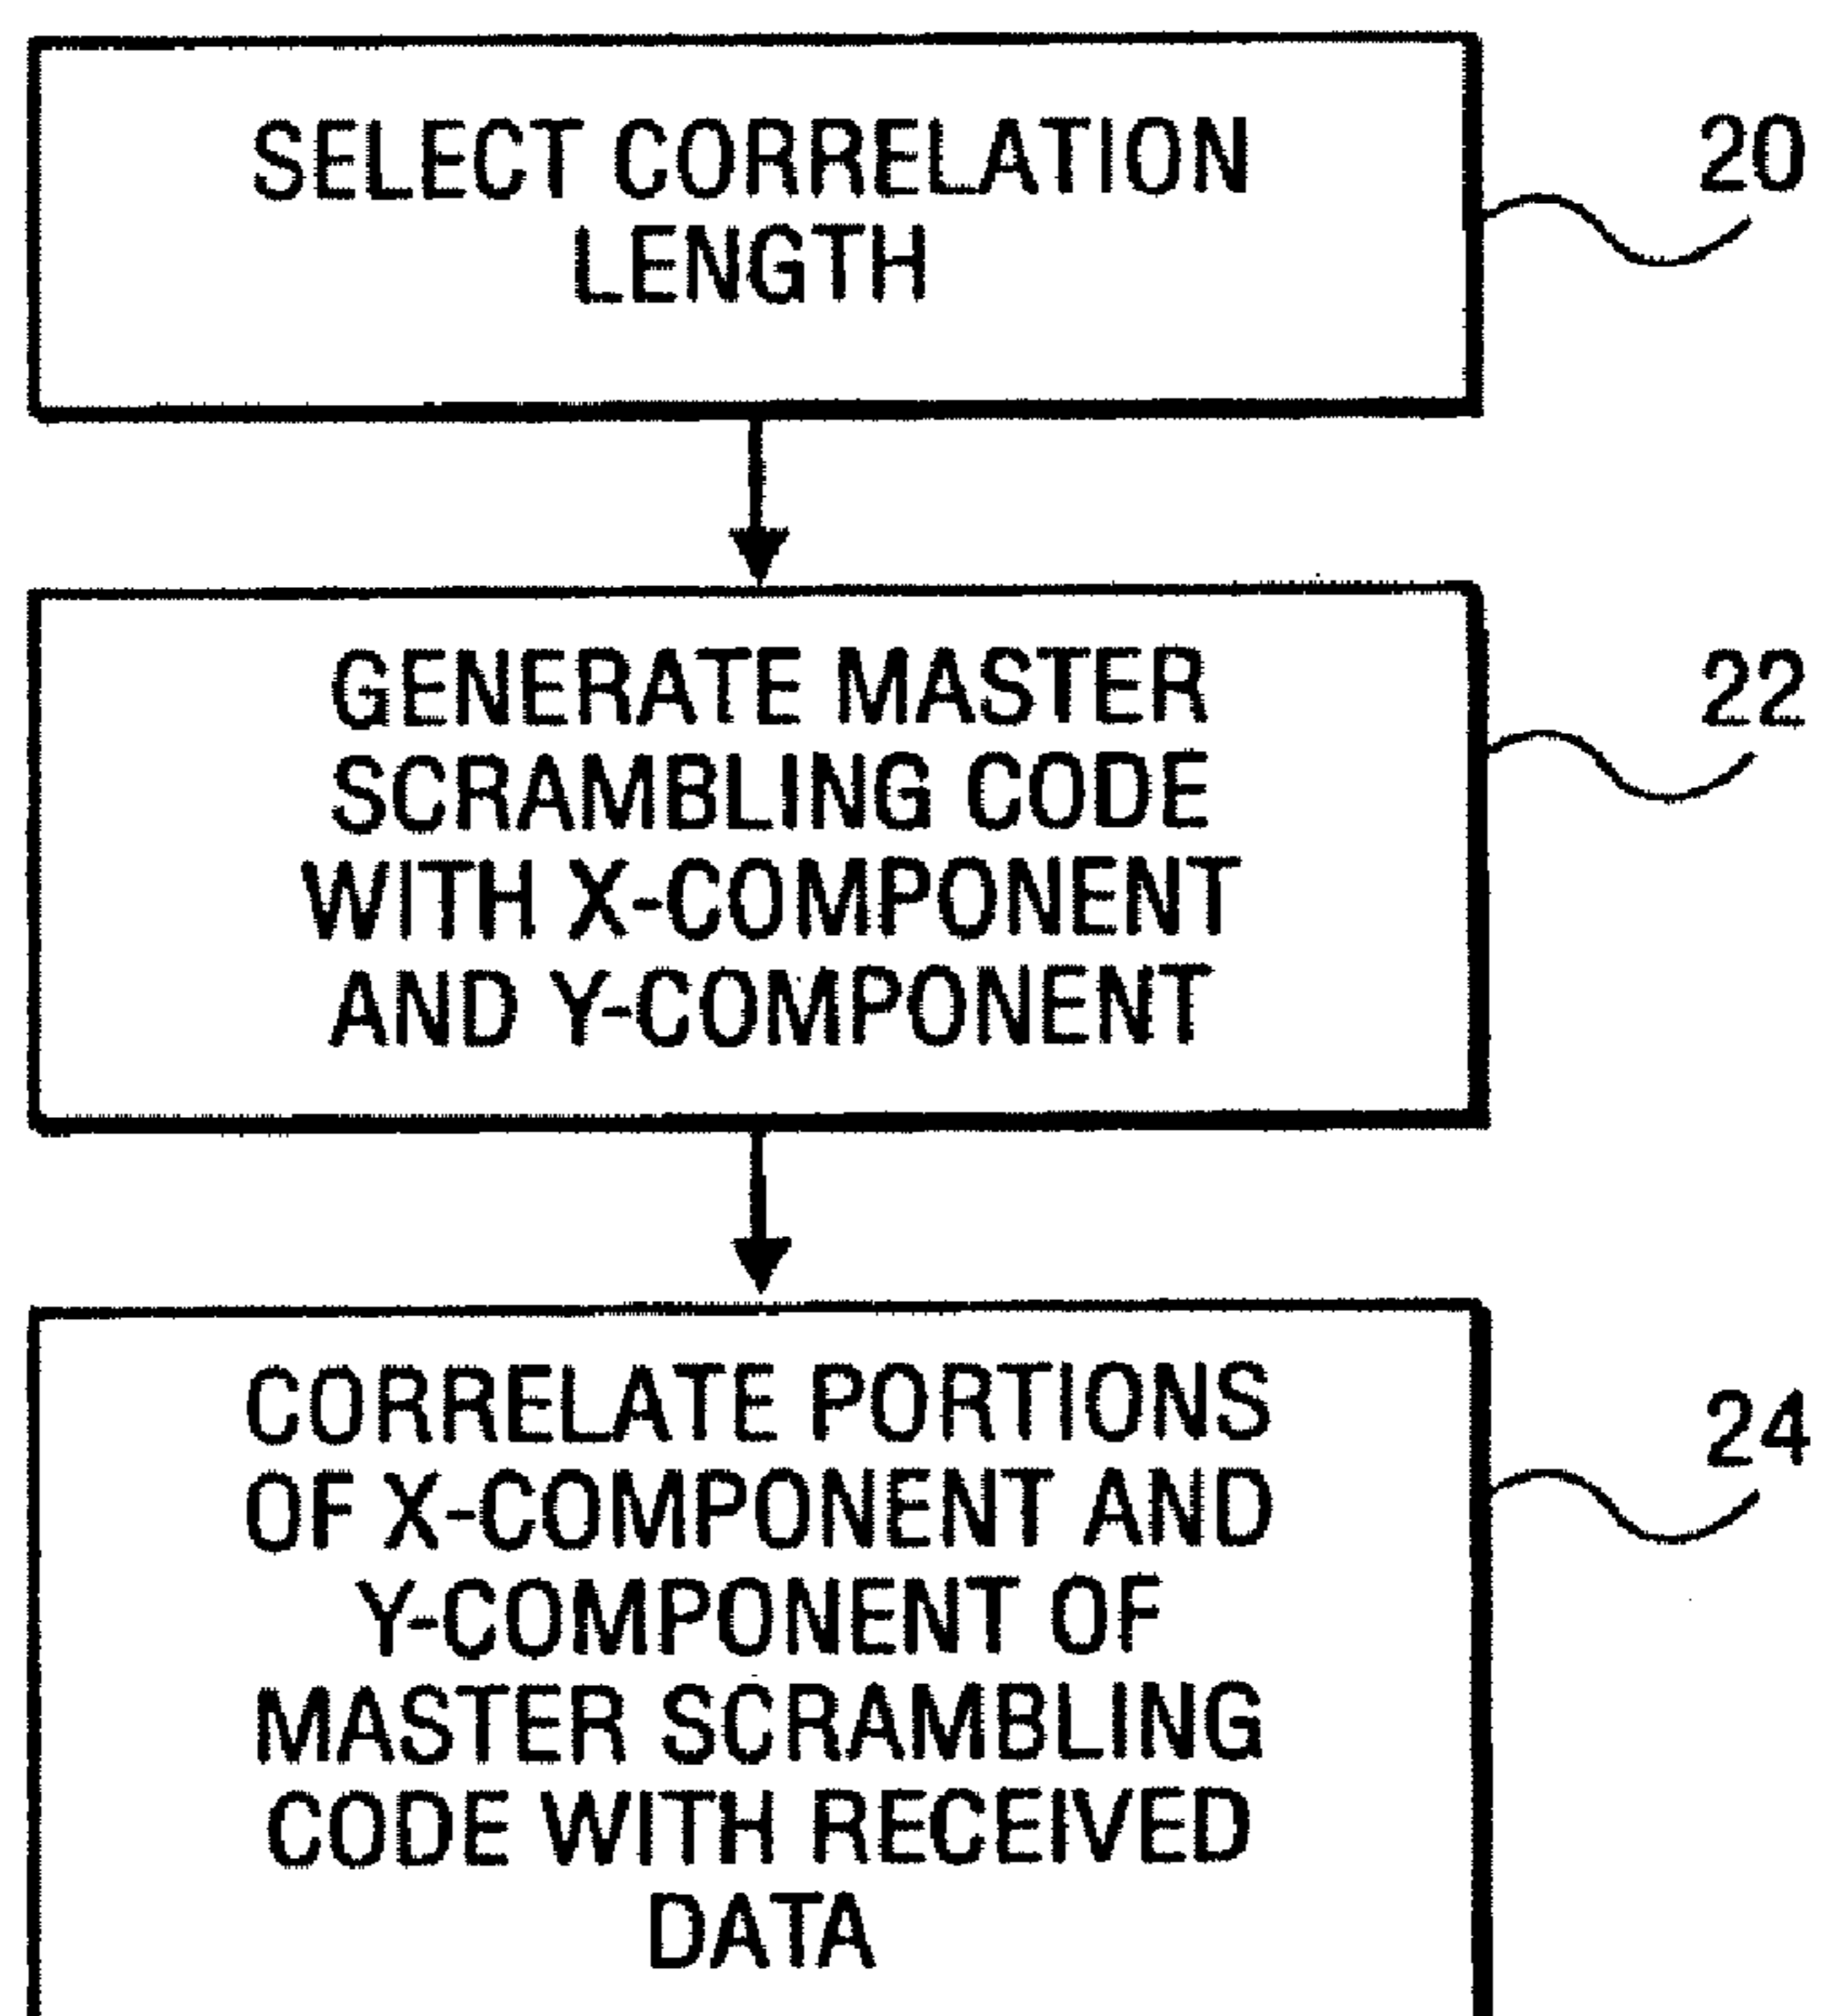 SELECT CORRELATION
LENGTH
20
GENERATE MASTER
SCRAMBLING CODE
WITH X-COMPONENT
AND Y-COMPONENT
22
CORRELATE PORTIONS
OF X-COMPONENT AND
Y-COMPONENT OF
MASTER SCRAMBLING
CODE WITH RECEIVED
DATA
24